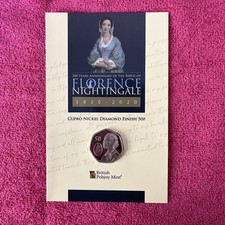 200 Years Anniversary of the Birth of
FLORENCE
NIGHTINGALE
1820 - 2020
Cupro Nickel Diamond Finish 50p
50
British
Pobjoy Mint